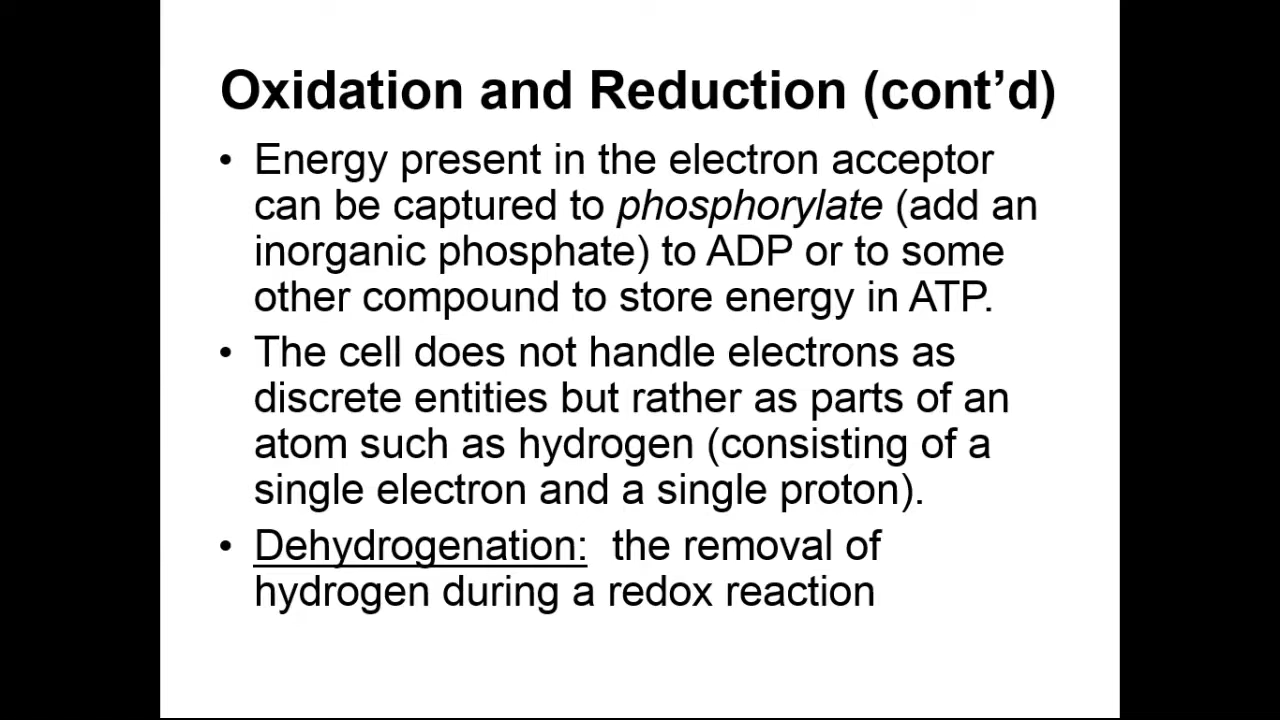 Oxidation and Reduction (cont’d)
• Energy present in the electron acceptor
can be captured to phosphorylate (add an
inorganic phosphate) to ADP or to some
other compound to store energy in ATP.
• The cell does not handle electrons as
discrete entities but rather as parts of an
atom such as hydrogen (consisting of a
single electron and a single proton).
• Dehydrogenation: the removal of
hydrogen during a redox reaction